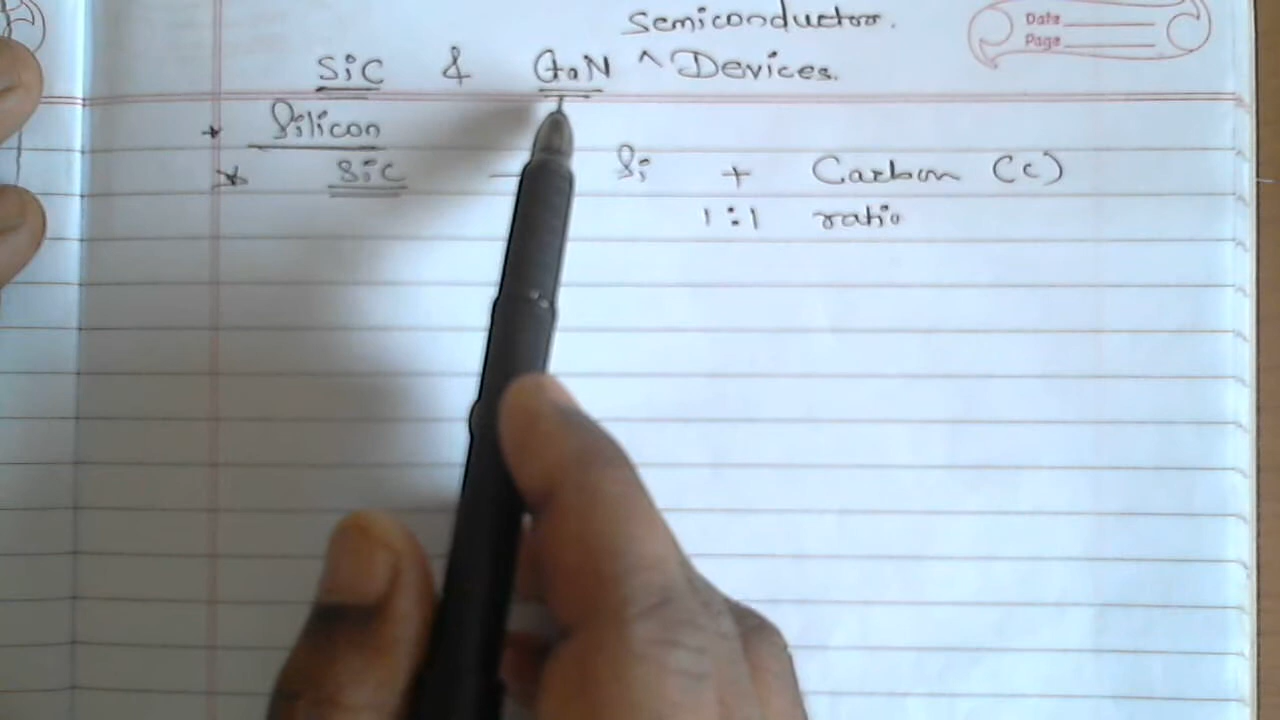 Semiconductor.
Date
Page
SiC & GaN ^ Devices.
* Silicon
* SiC — Si + Carbon (C)
1:1 ratio